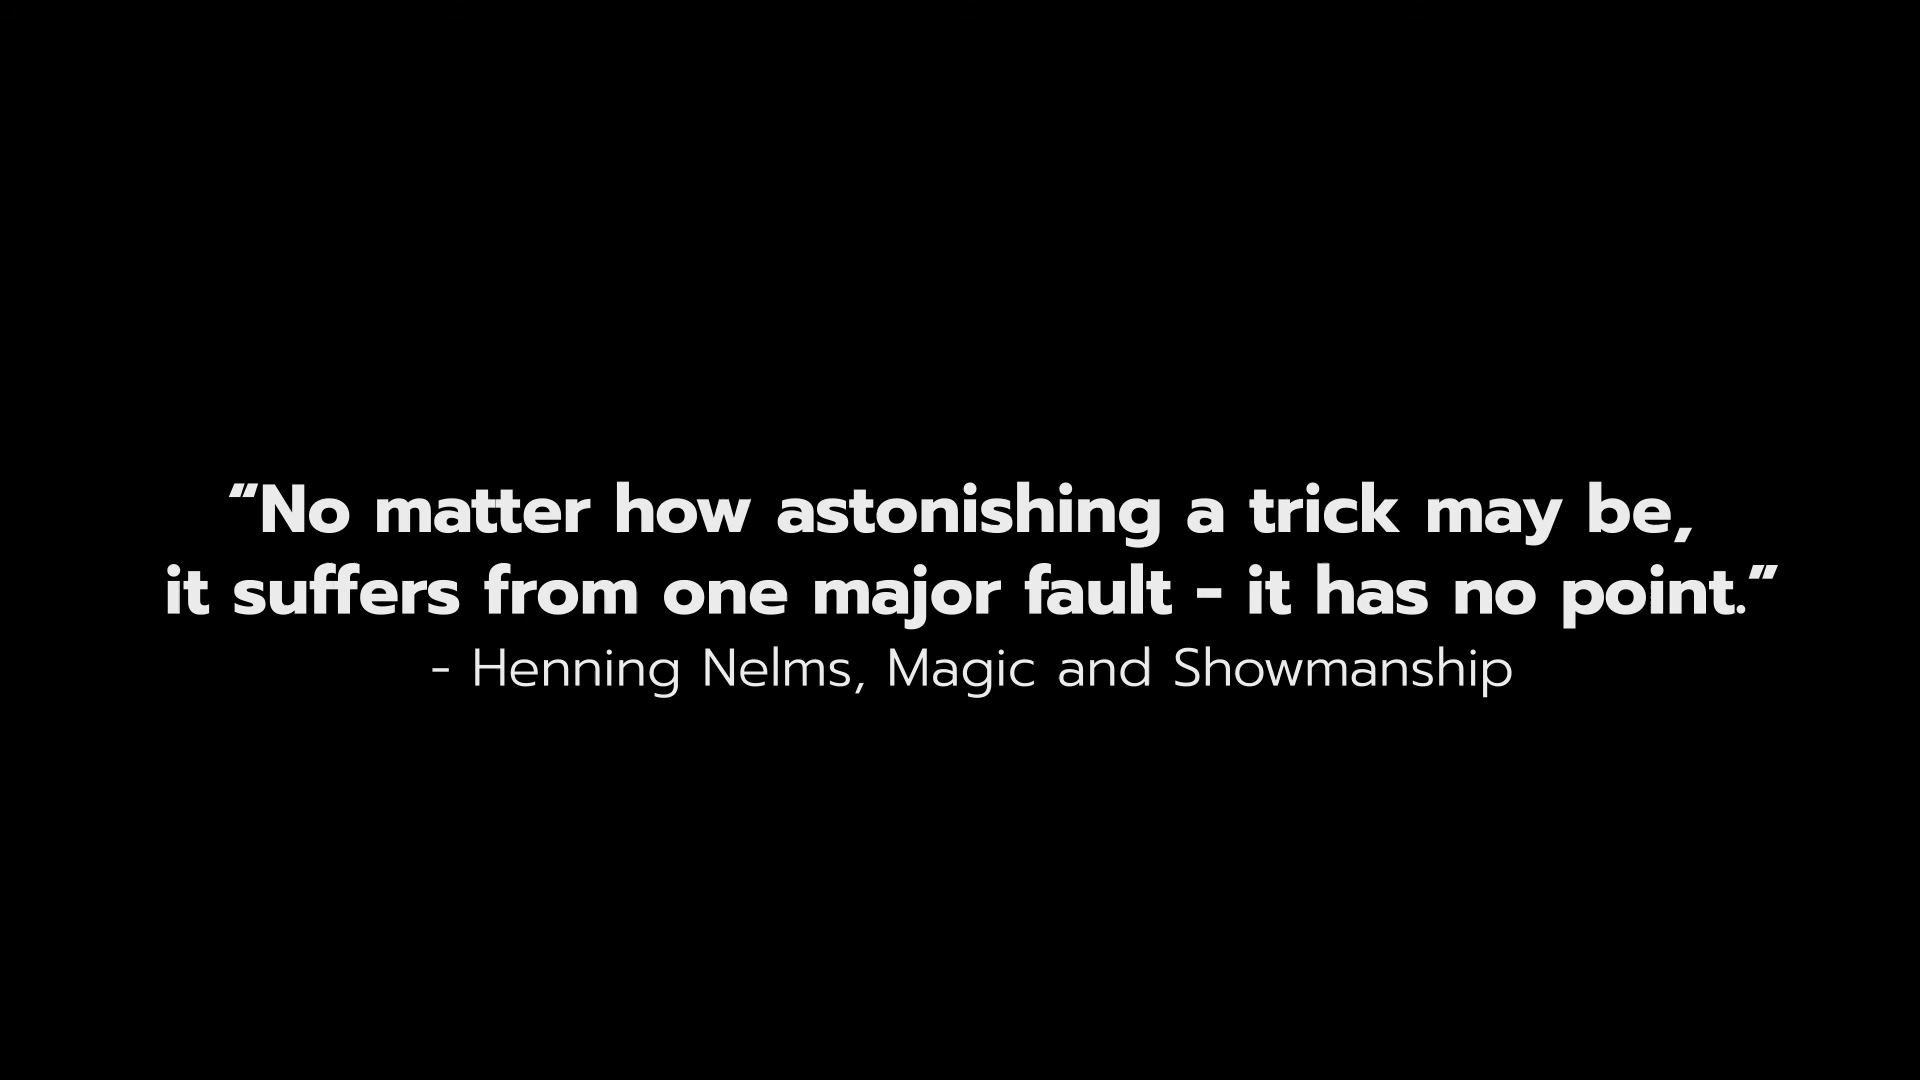 “No matter how astonishing a trick may be,
it suffers from one major fault - it has no point.”
- Henning Nelms, Magic and Showmanship